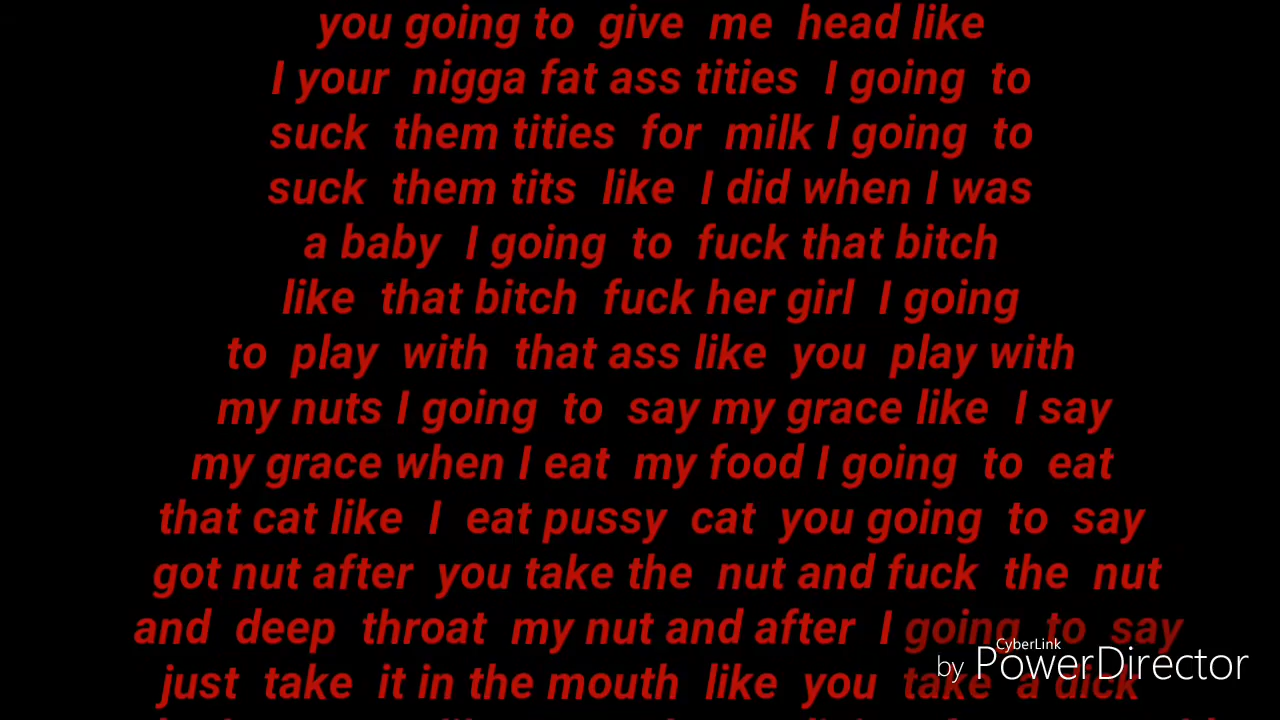 you going to give me head like
I your nigga fat ass tities I going to
suck them tities for milk I going to
suck them tits like I did when I was
a baby I going to fuck that bitch
like that bitch fuck her girl I going
to play with that ass like you play with
my nuts I going to say my grace like I say
my grace when I eat my food I going to eat
that cat like I eat pussy cat you going to say
got nut after you take the nut and fuck the nut
and deep throat my nut and after I going to say
just take it in the mouth like you take a dick
CyberLink
by PowerDirector